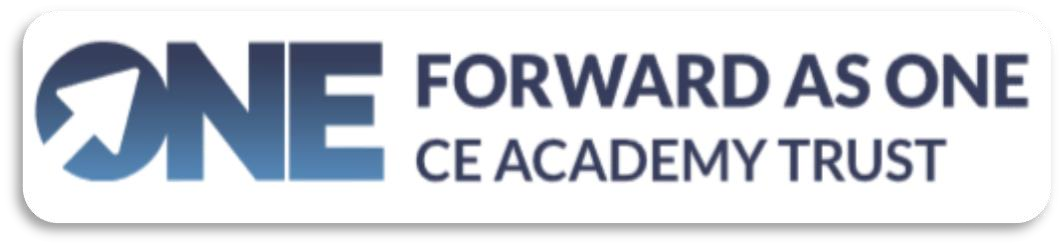 ONE
FORWARD AS ONE
CE ACADEMY TRUST